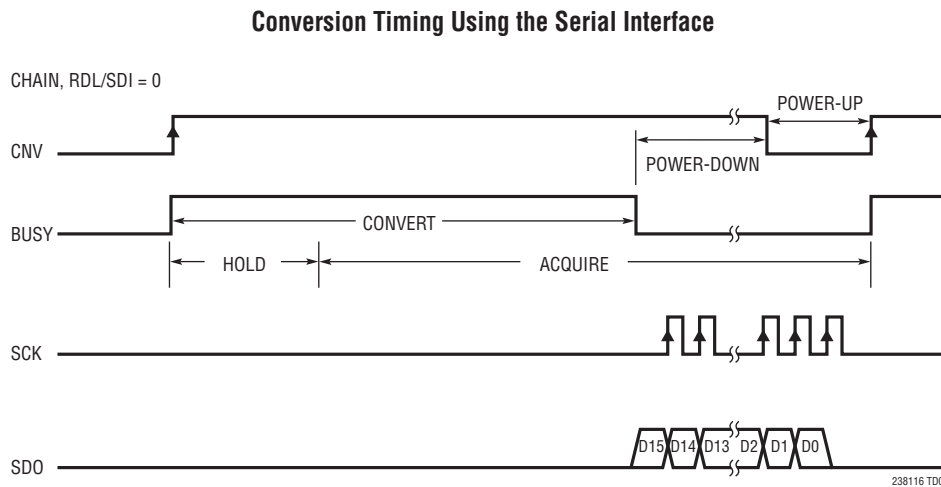 Conversion Timing Using the Serial Interface
CHAIN, RDL/SDI = 0
POWER-UP
CNV
POWER-DOWN
CONVERT
BUSY
HOLD
ACQUIRE
SCK
D15 D14 D13 D2 D1 D0
SDO
238116